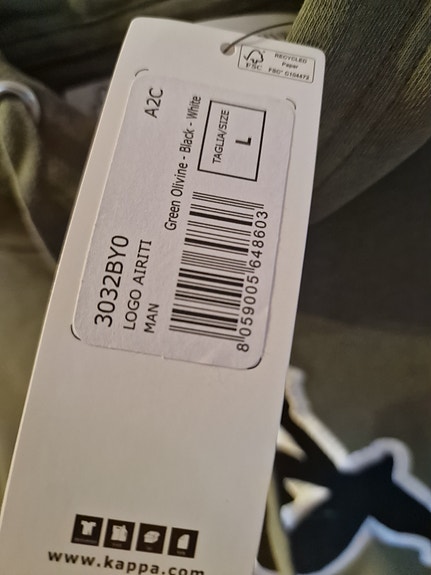 RECYCLED
Paper
FSC
FSC® C104473
3032BY0
A2C
LOGO AIRITI
MAN
Green Olivine - Black - White
TAGLIA/SIZE
L
8 059005 648603
www.kappa.com